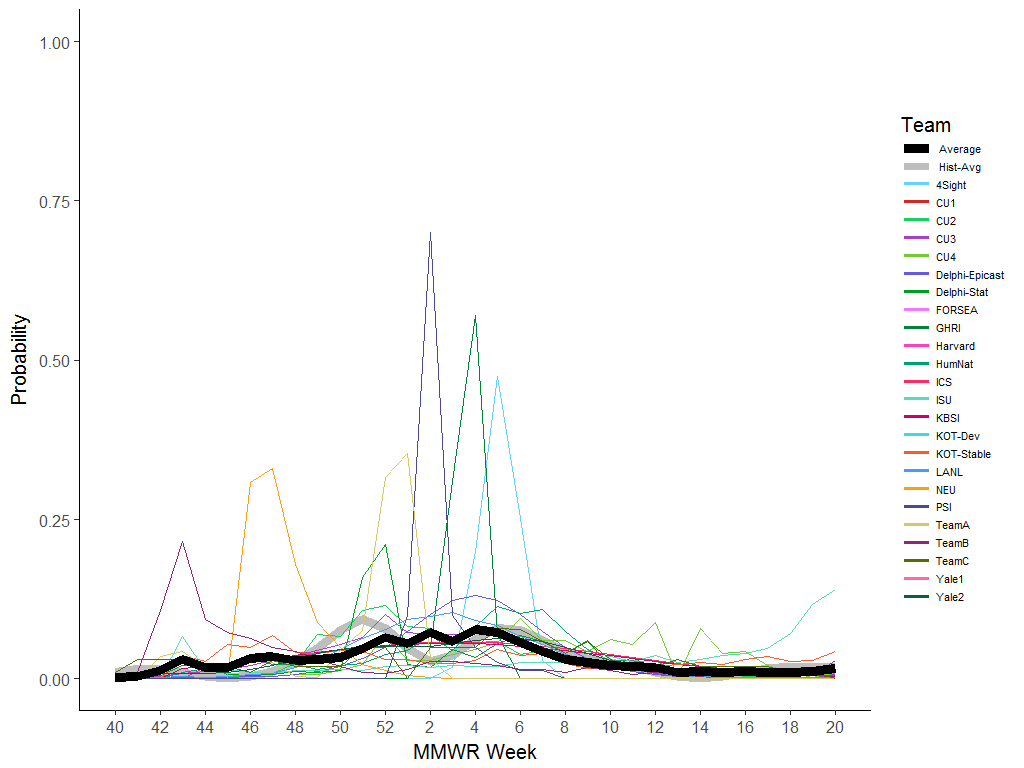 1.00
0.75
0.50
0.25
0.00
Probability
40 42 44 46 48 50 52 2 4 6 8 10 12 14 16 18 20
MMWR Week
Team
Average
Hist-Avg
4Sight
CU1
CU2
CU3
CU4
Delphi-Epicast
Delphi-Stat
FORSEA
GHRI
Harvard
HumNat
ICS
ISU
KBSI
KOT-Dev
KOT-Stable
LANL
NEU
PSI
TeamA
TeamB
TeamC
Yale1
Yale2